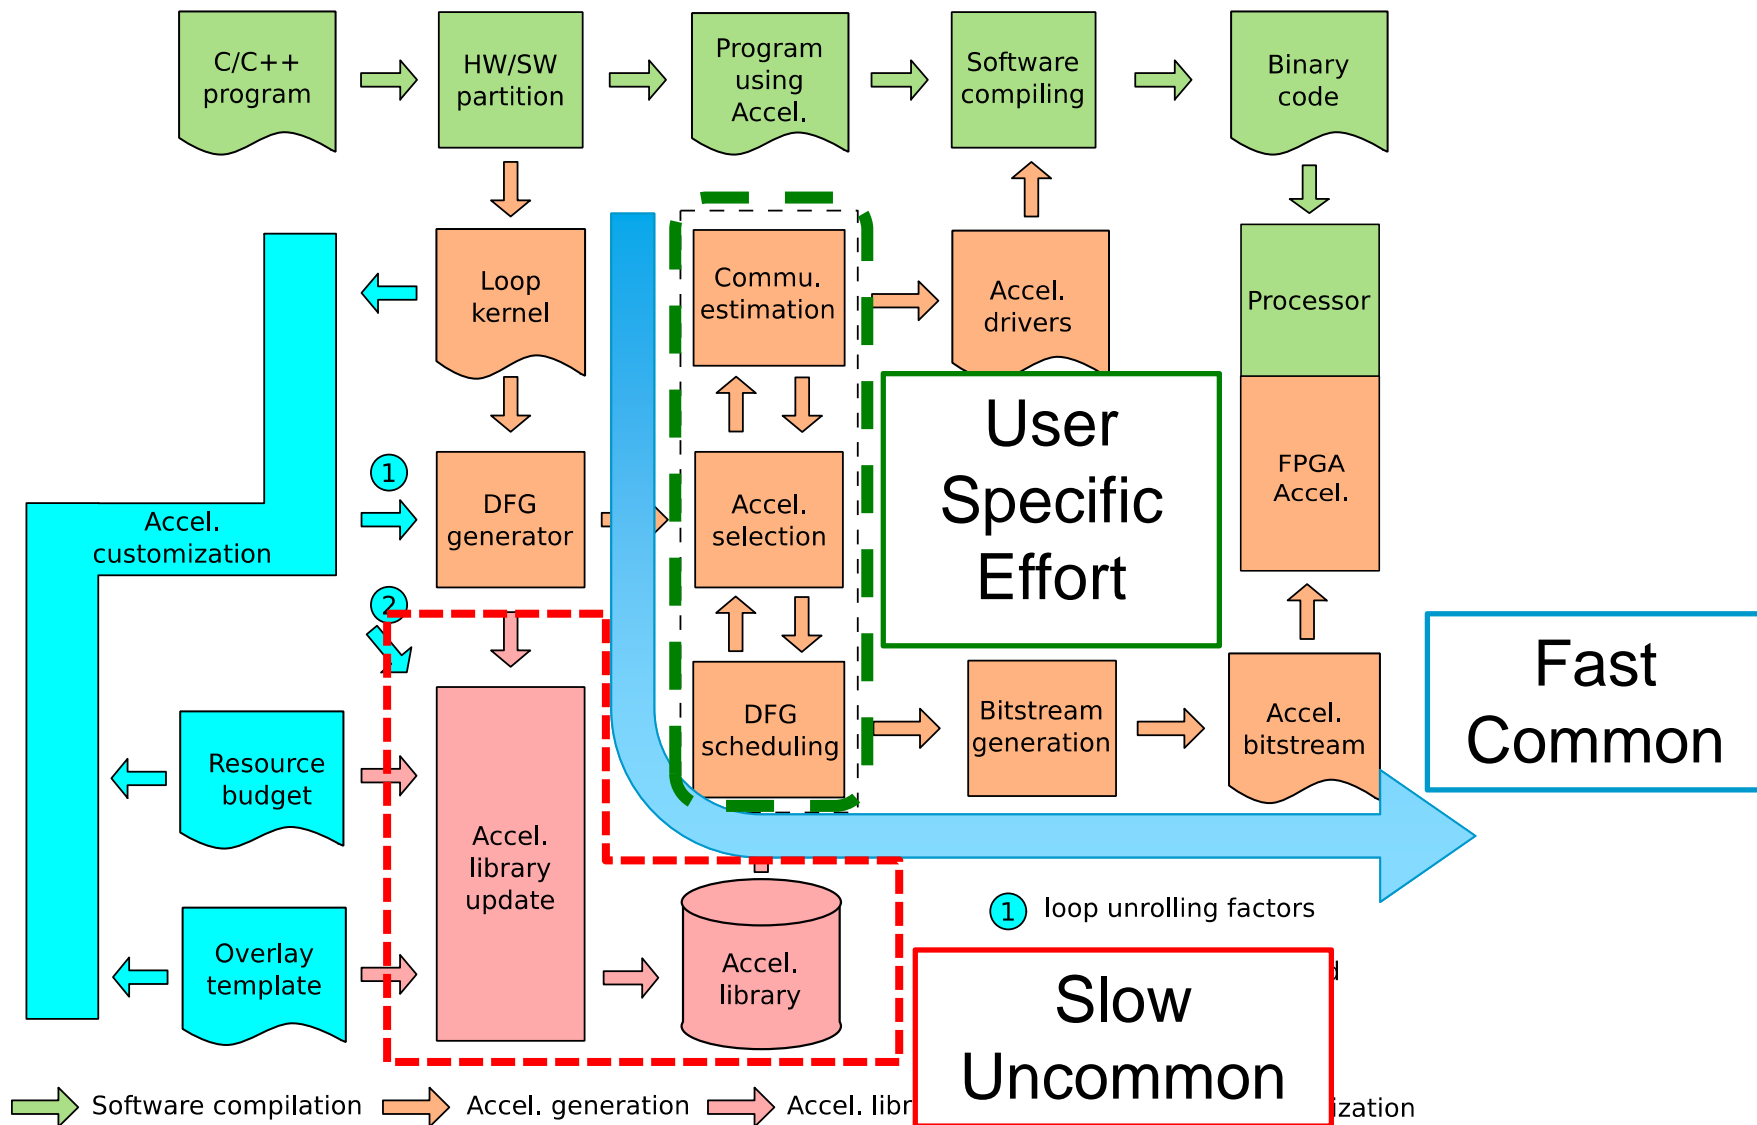 C/C++
program
HW/SW
partition
Program
using
Accel.
Software
compiling
Binary
code
Loop
kernel
Commu.
estimation
Accel.
drivers
Processor
1
DFG
generator
Accel.
selection
User
Specific
Effort
FPGA
Accel.
Accel.
customization
2
Resource
budget
DFG
scheduling
Bitstream
generation
Accel.
bitstream
Fast
Common
Accel.
library
update
Overlay
template
Accel.
library
1 loop unrolling factors
Slow
Uncommon
Software compilation
Accel. generation
Accel.